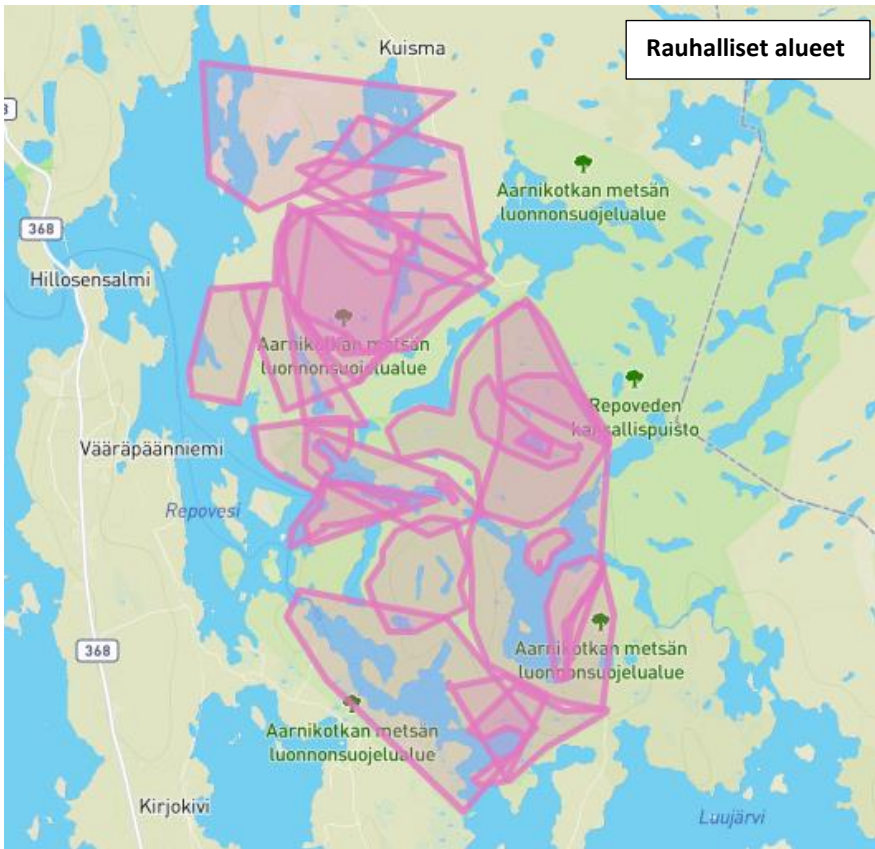 Rauhalliset alueet
Kuisma
8
Aarnikotkan metsän
luonnonsuojelualue
368
Hillosensalmi
Aarnikotkan metsän
luonnonsuojelualue
Repoveden
kansallispuisto
Vääräpäänniemi
Repovesi
368
Aarnikotkan metsän
luonnonsuojelualue
Aarnikotkan metsän
luonnonsuojelualue
Kirjokivi
Luujärvi